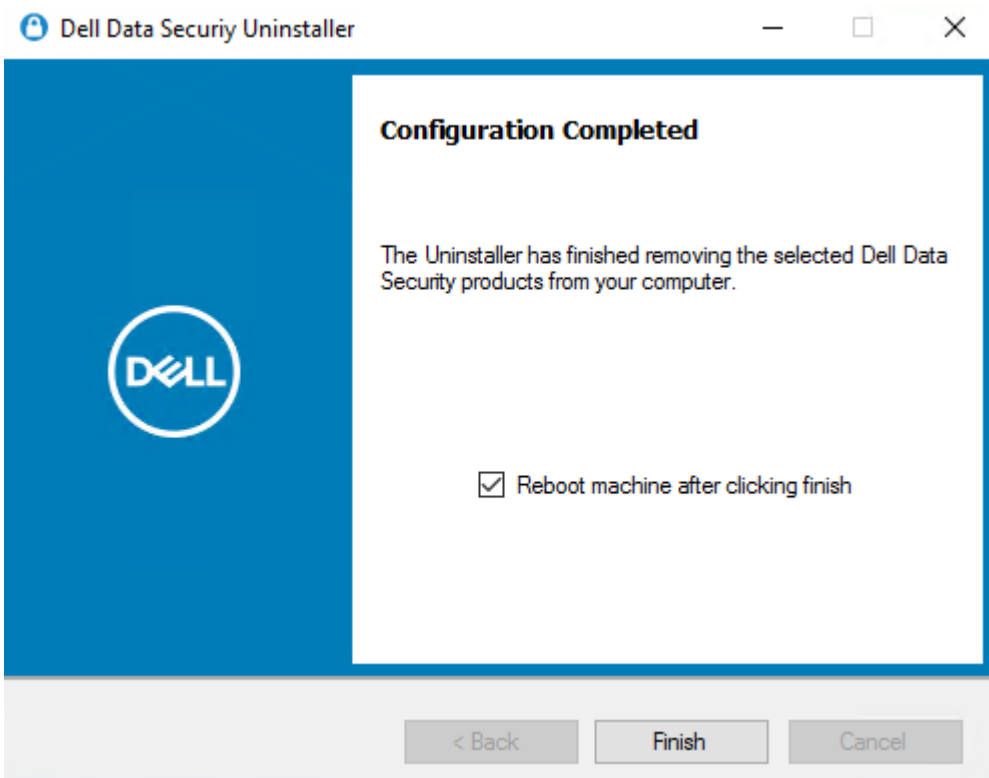 Dell Data Securiy Uninstaller
Configuration Completed
The Uninstaller has finished removing the selected Dell Data
Security products from your computer.
DELL
Reboot machine after clicking finish
< Back
Finish
Cancel